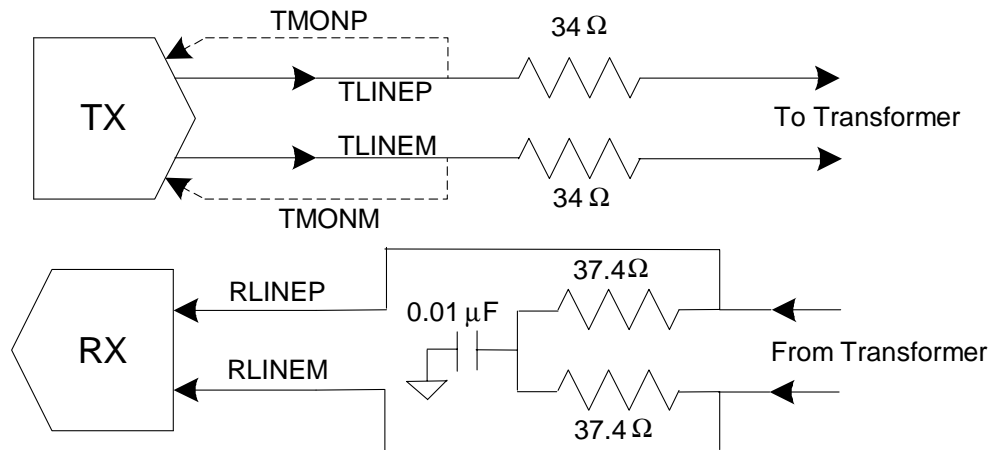 TMONP
34 Ω
TX
TLINEP
To Transformer
TLINEM
34 Ω
TMONM
37.4 Ω
RLINEP
0.01 µF
RX
From Transformer
RLINEM
37.4 Ω